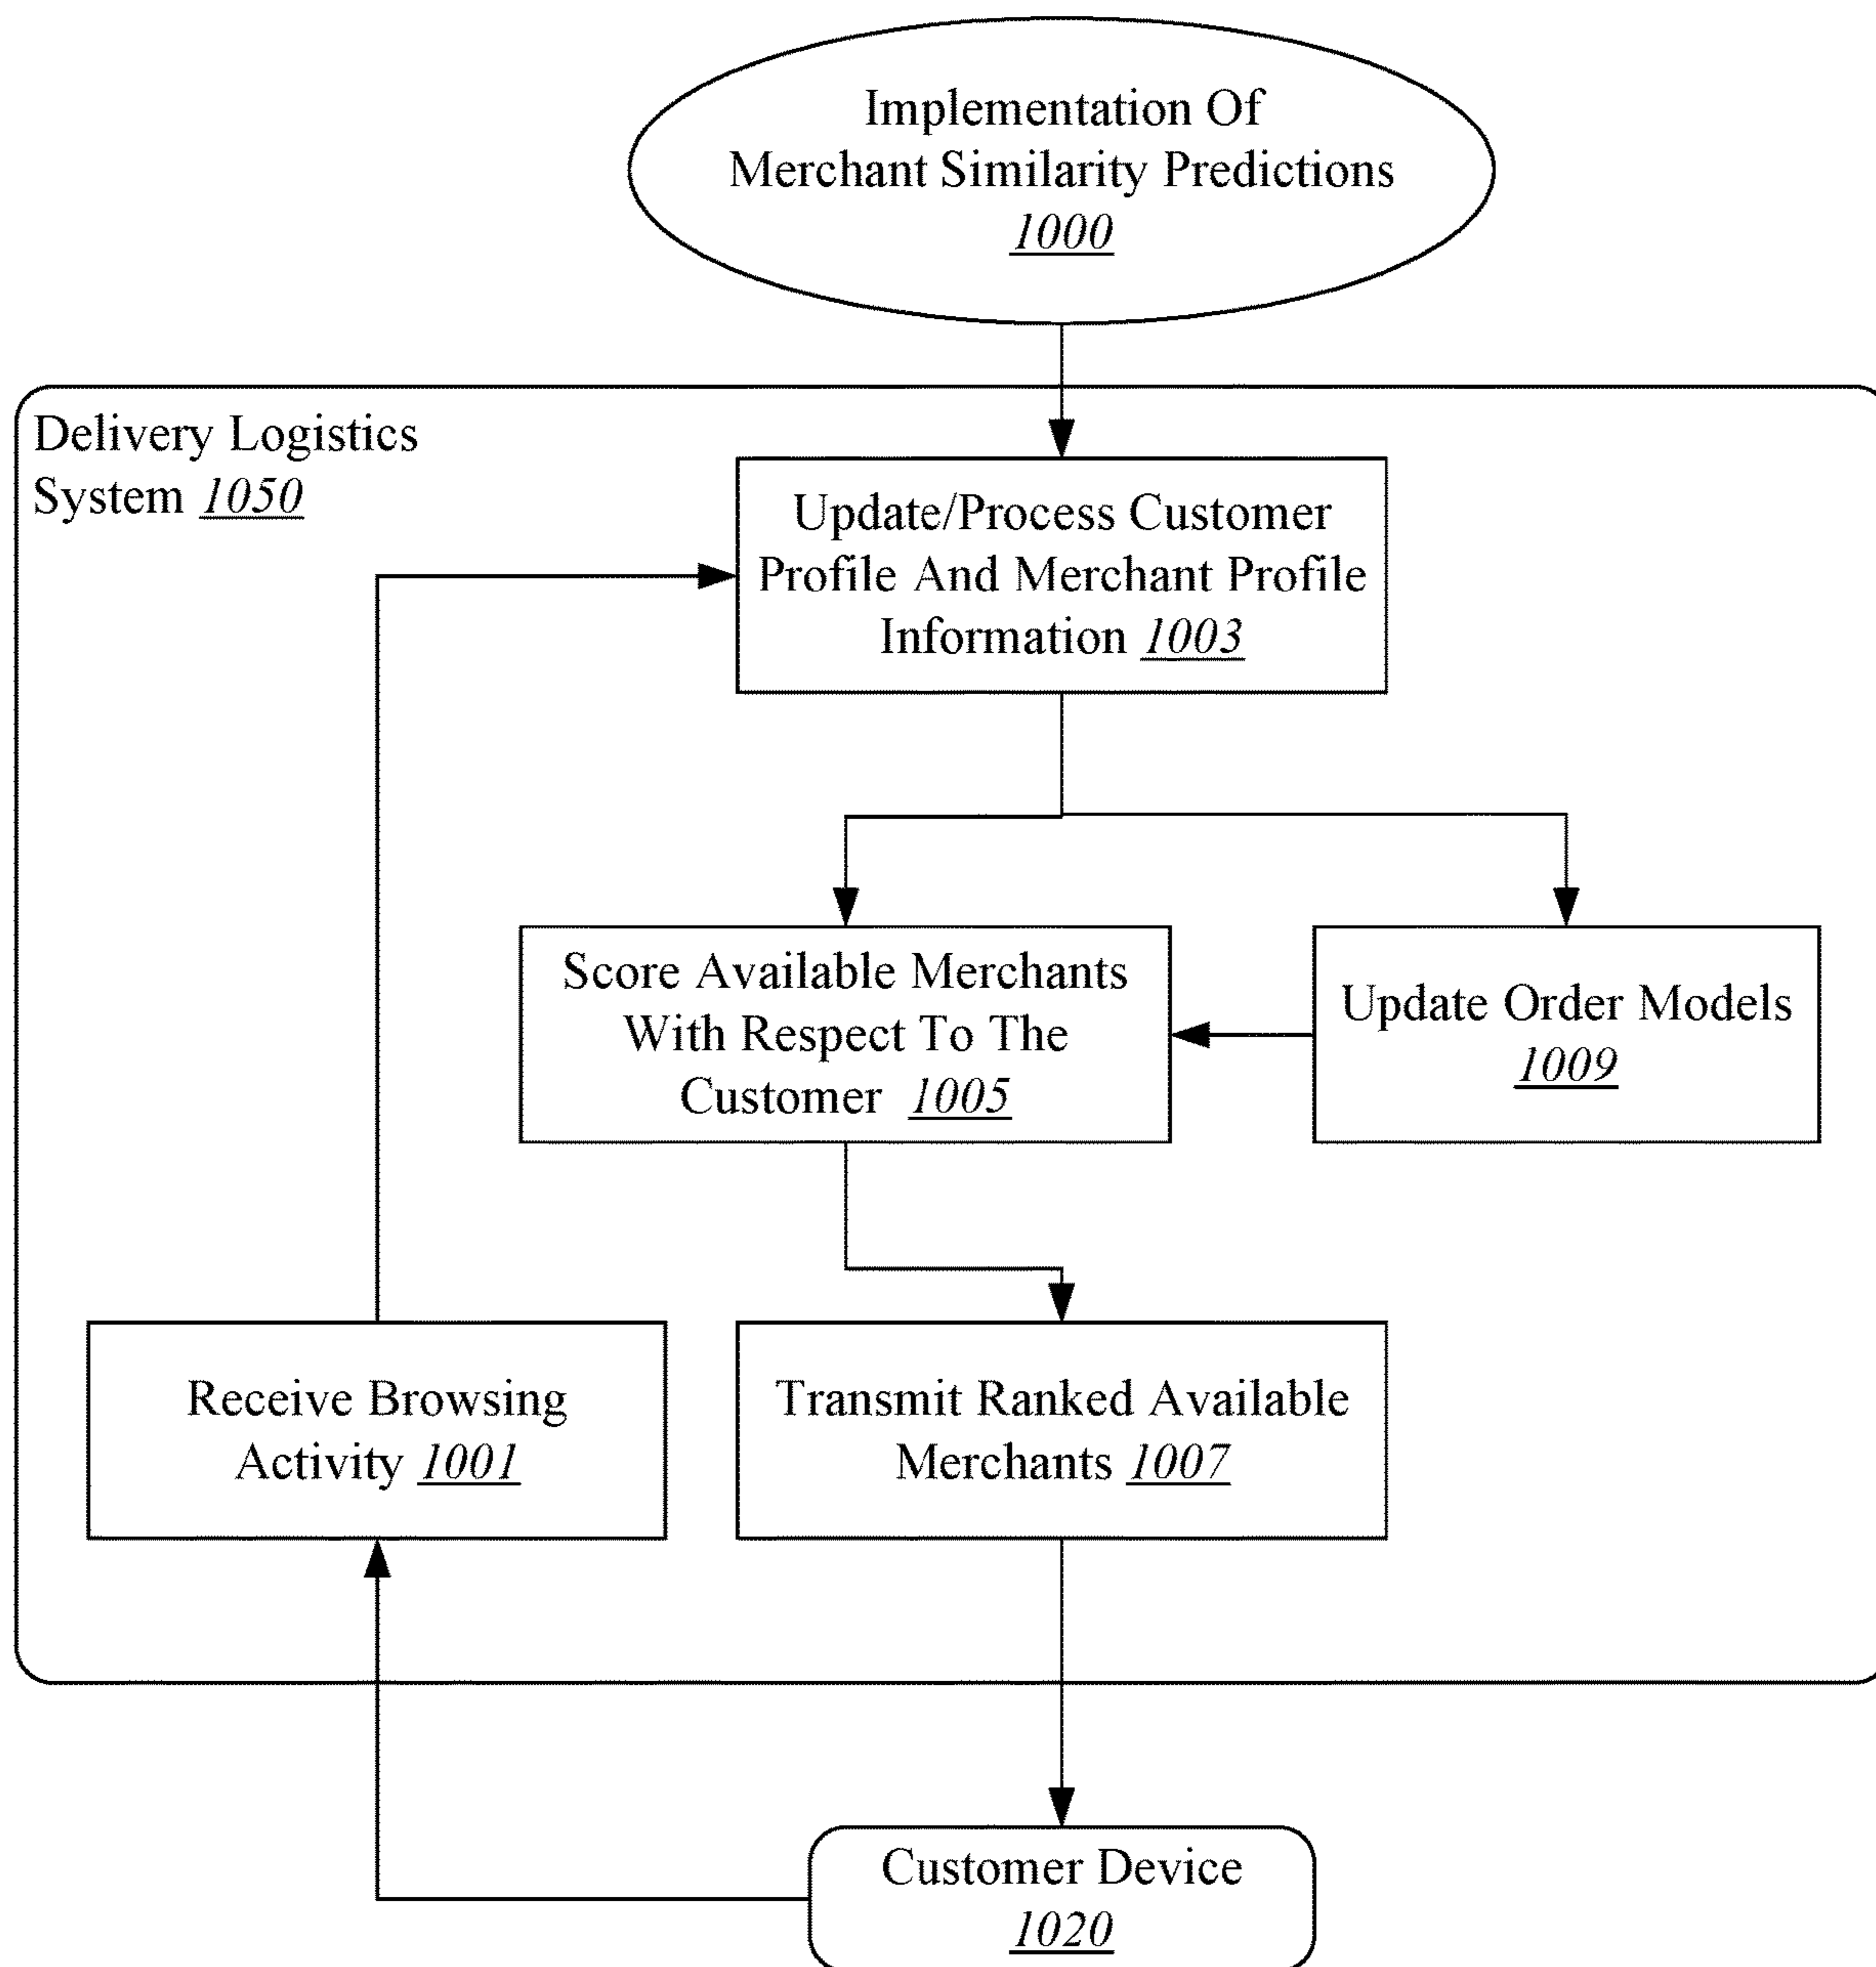 Implementation Of
Merchant Similarity Predictions
1000
Delivery Logistics
System 1050
Update/Process Customer
Profile And Merchant Profile
Information 1003
Score Available Merchants
With Respect To The
Customer 1005
Update Order Models
1009
Receive Browsing
Activity 1001
Transmit Ranked Available
Merchants 1007
Customer Device
1020